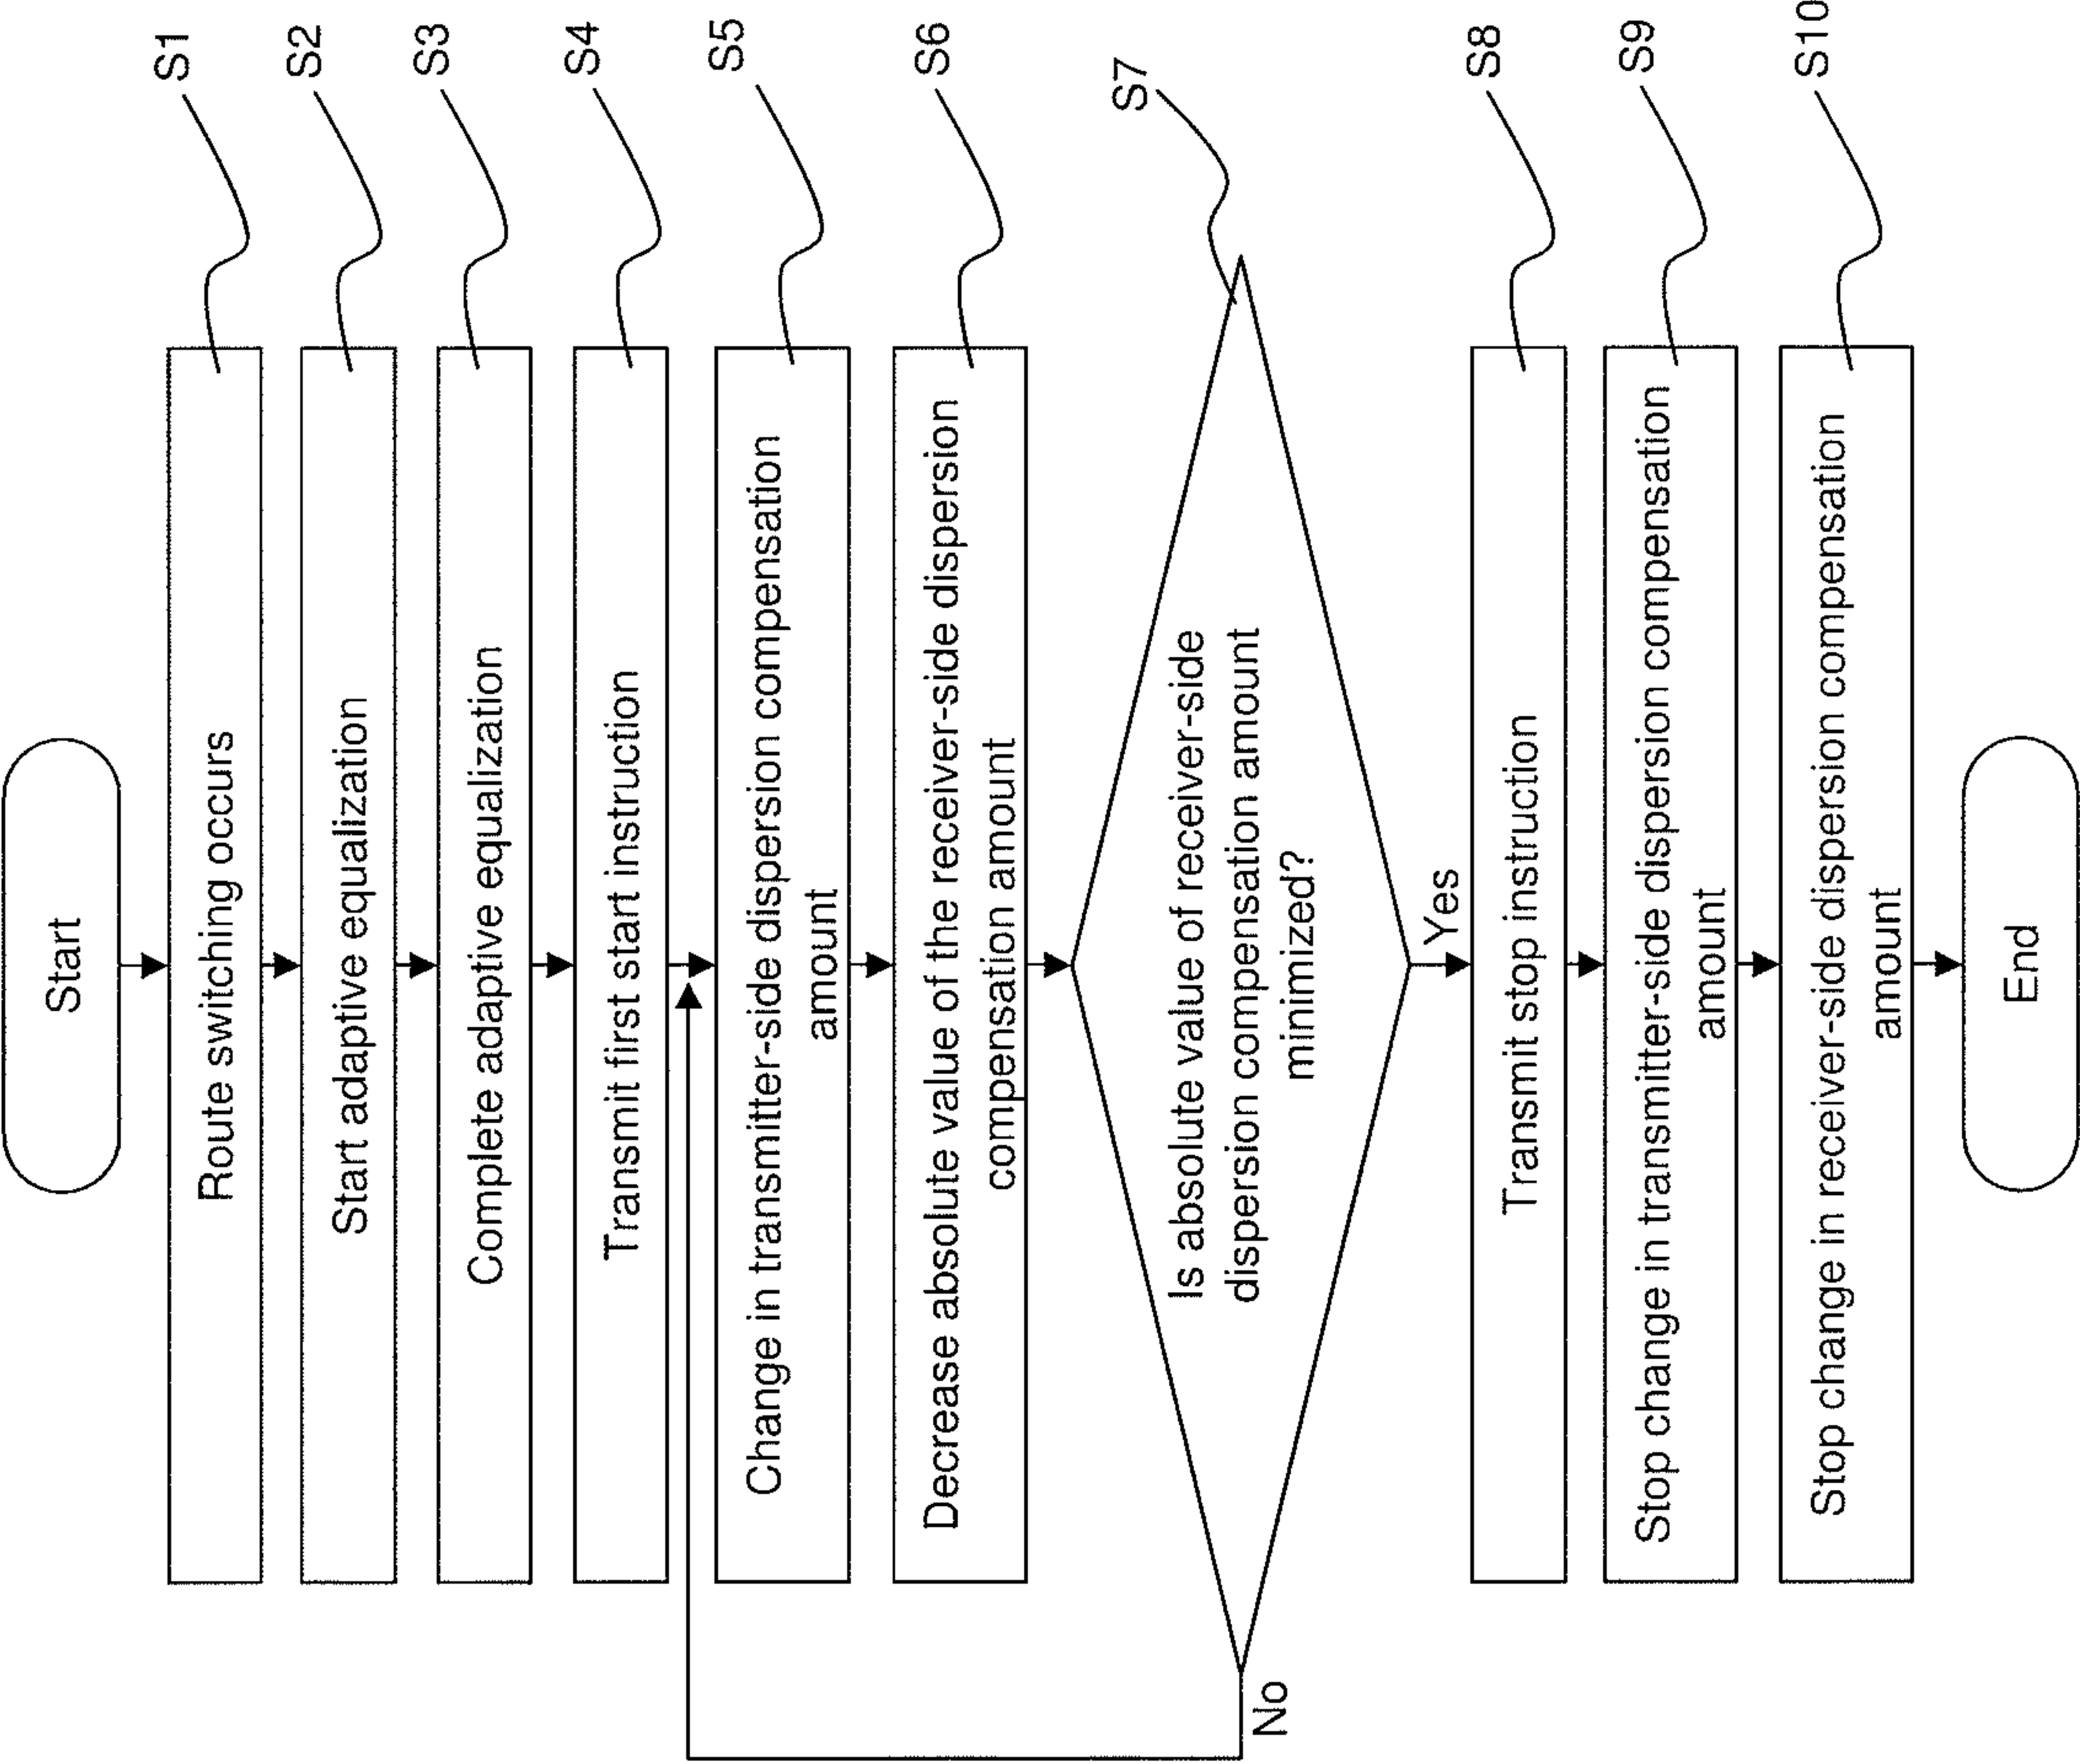 Start
Route switching occurs
S1
Start adaptive equalization
S2
Complete adaptive equalization
S3
Transmit first start instruction
S4
Change in transmitter-side dispersion compensation
amount
S5
Decrease absolute value of the receiver-side dispersion
compensation amount
S6
Is absolute value of receiver-side
dispersion compensation amount
minimized?
S7
No
Yes
Transmit stop instruction
S8
Stop change in transmitter-side dispersion compensation
amount
S9
Stop change in receiver-side dispersion compensation
amount
S10
End